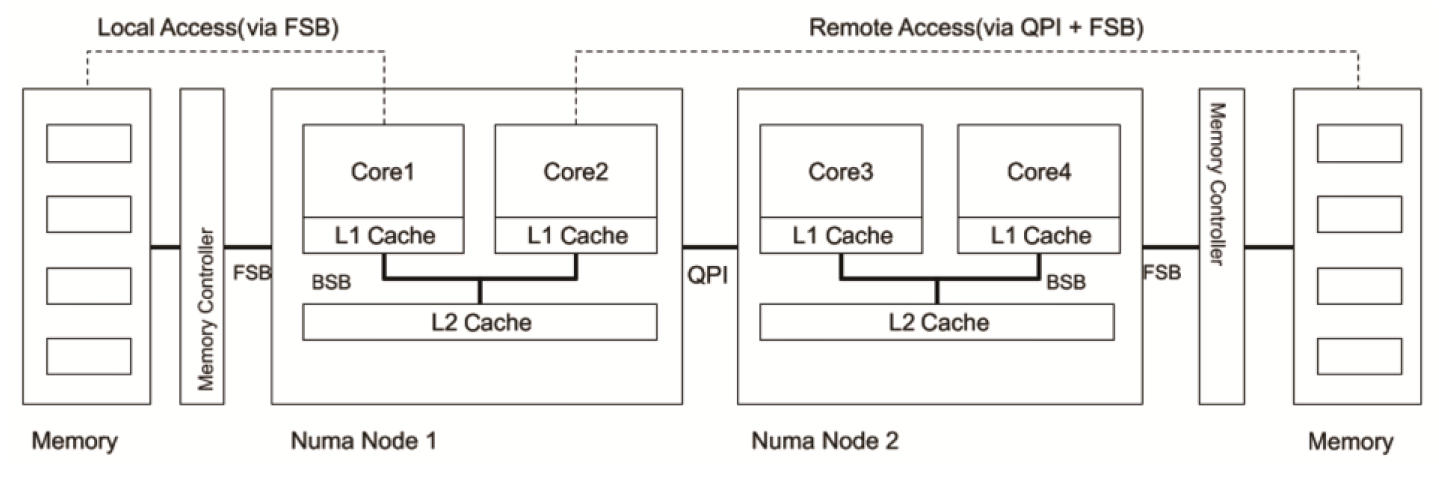 Local Access(via FSB)
Remote Access(via QPI + FSB)
Memory Controller
Core1
Core2
Core3
Core4
Memory Controller
L1 Cache
L1 Cache
L1 Cache
L1 Cache
FSB
BSB
QPI
BSB
FSB
L2 Cache
L2 Cache
Memory
Numa Node 1
Numa Node 2
Memory